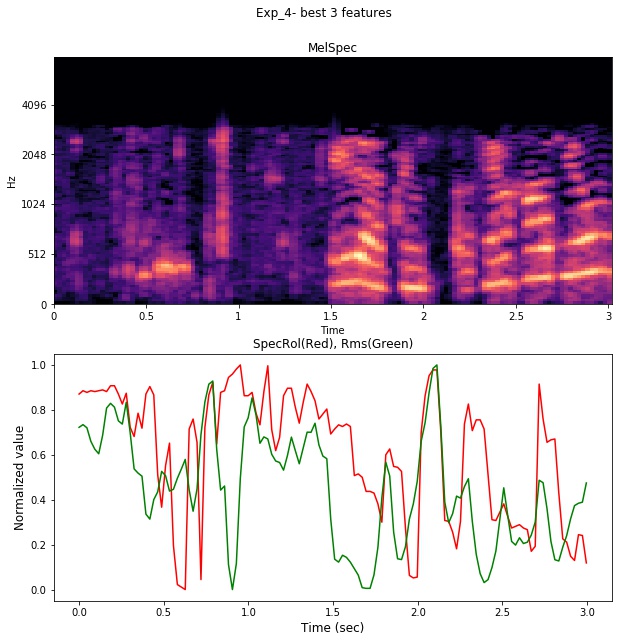 Exp_4- best 3 features
MelSpec
4096
2048
1024
512
0
Hz
0 0.5 1 1.5 2 2.5 3
Time
SpecRol(Red), Rms(Green)
1.0
0.8
0.6
0.4
0.2
0.0
Normalized value
0.0 0.5 1.0 1.5 2.0 2.5 3.0
Time (sec)